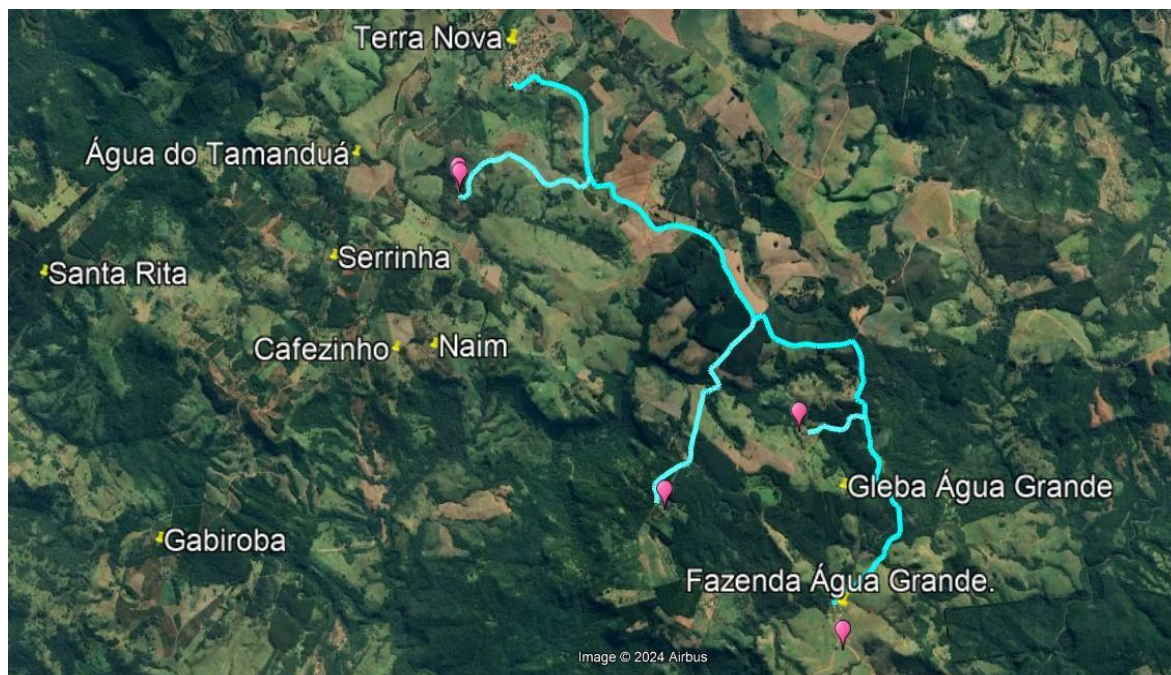 Terra Nova
Água do Tamanduá
Serrinha
Santa Rita
Cafezinho
Naim
Gleba Água Grande
Gabiroba
Fazenda Água Grande.
Image © 2024 Airbus